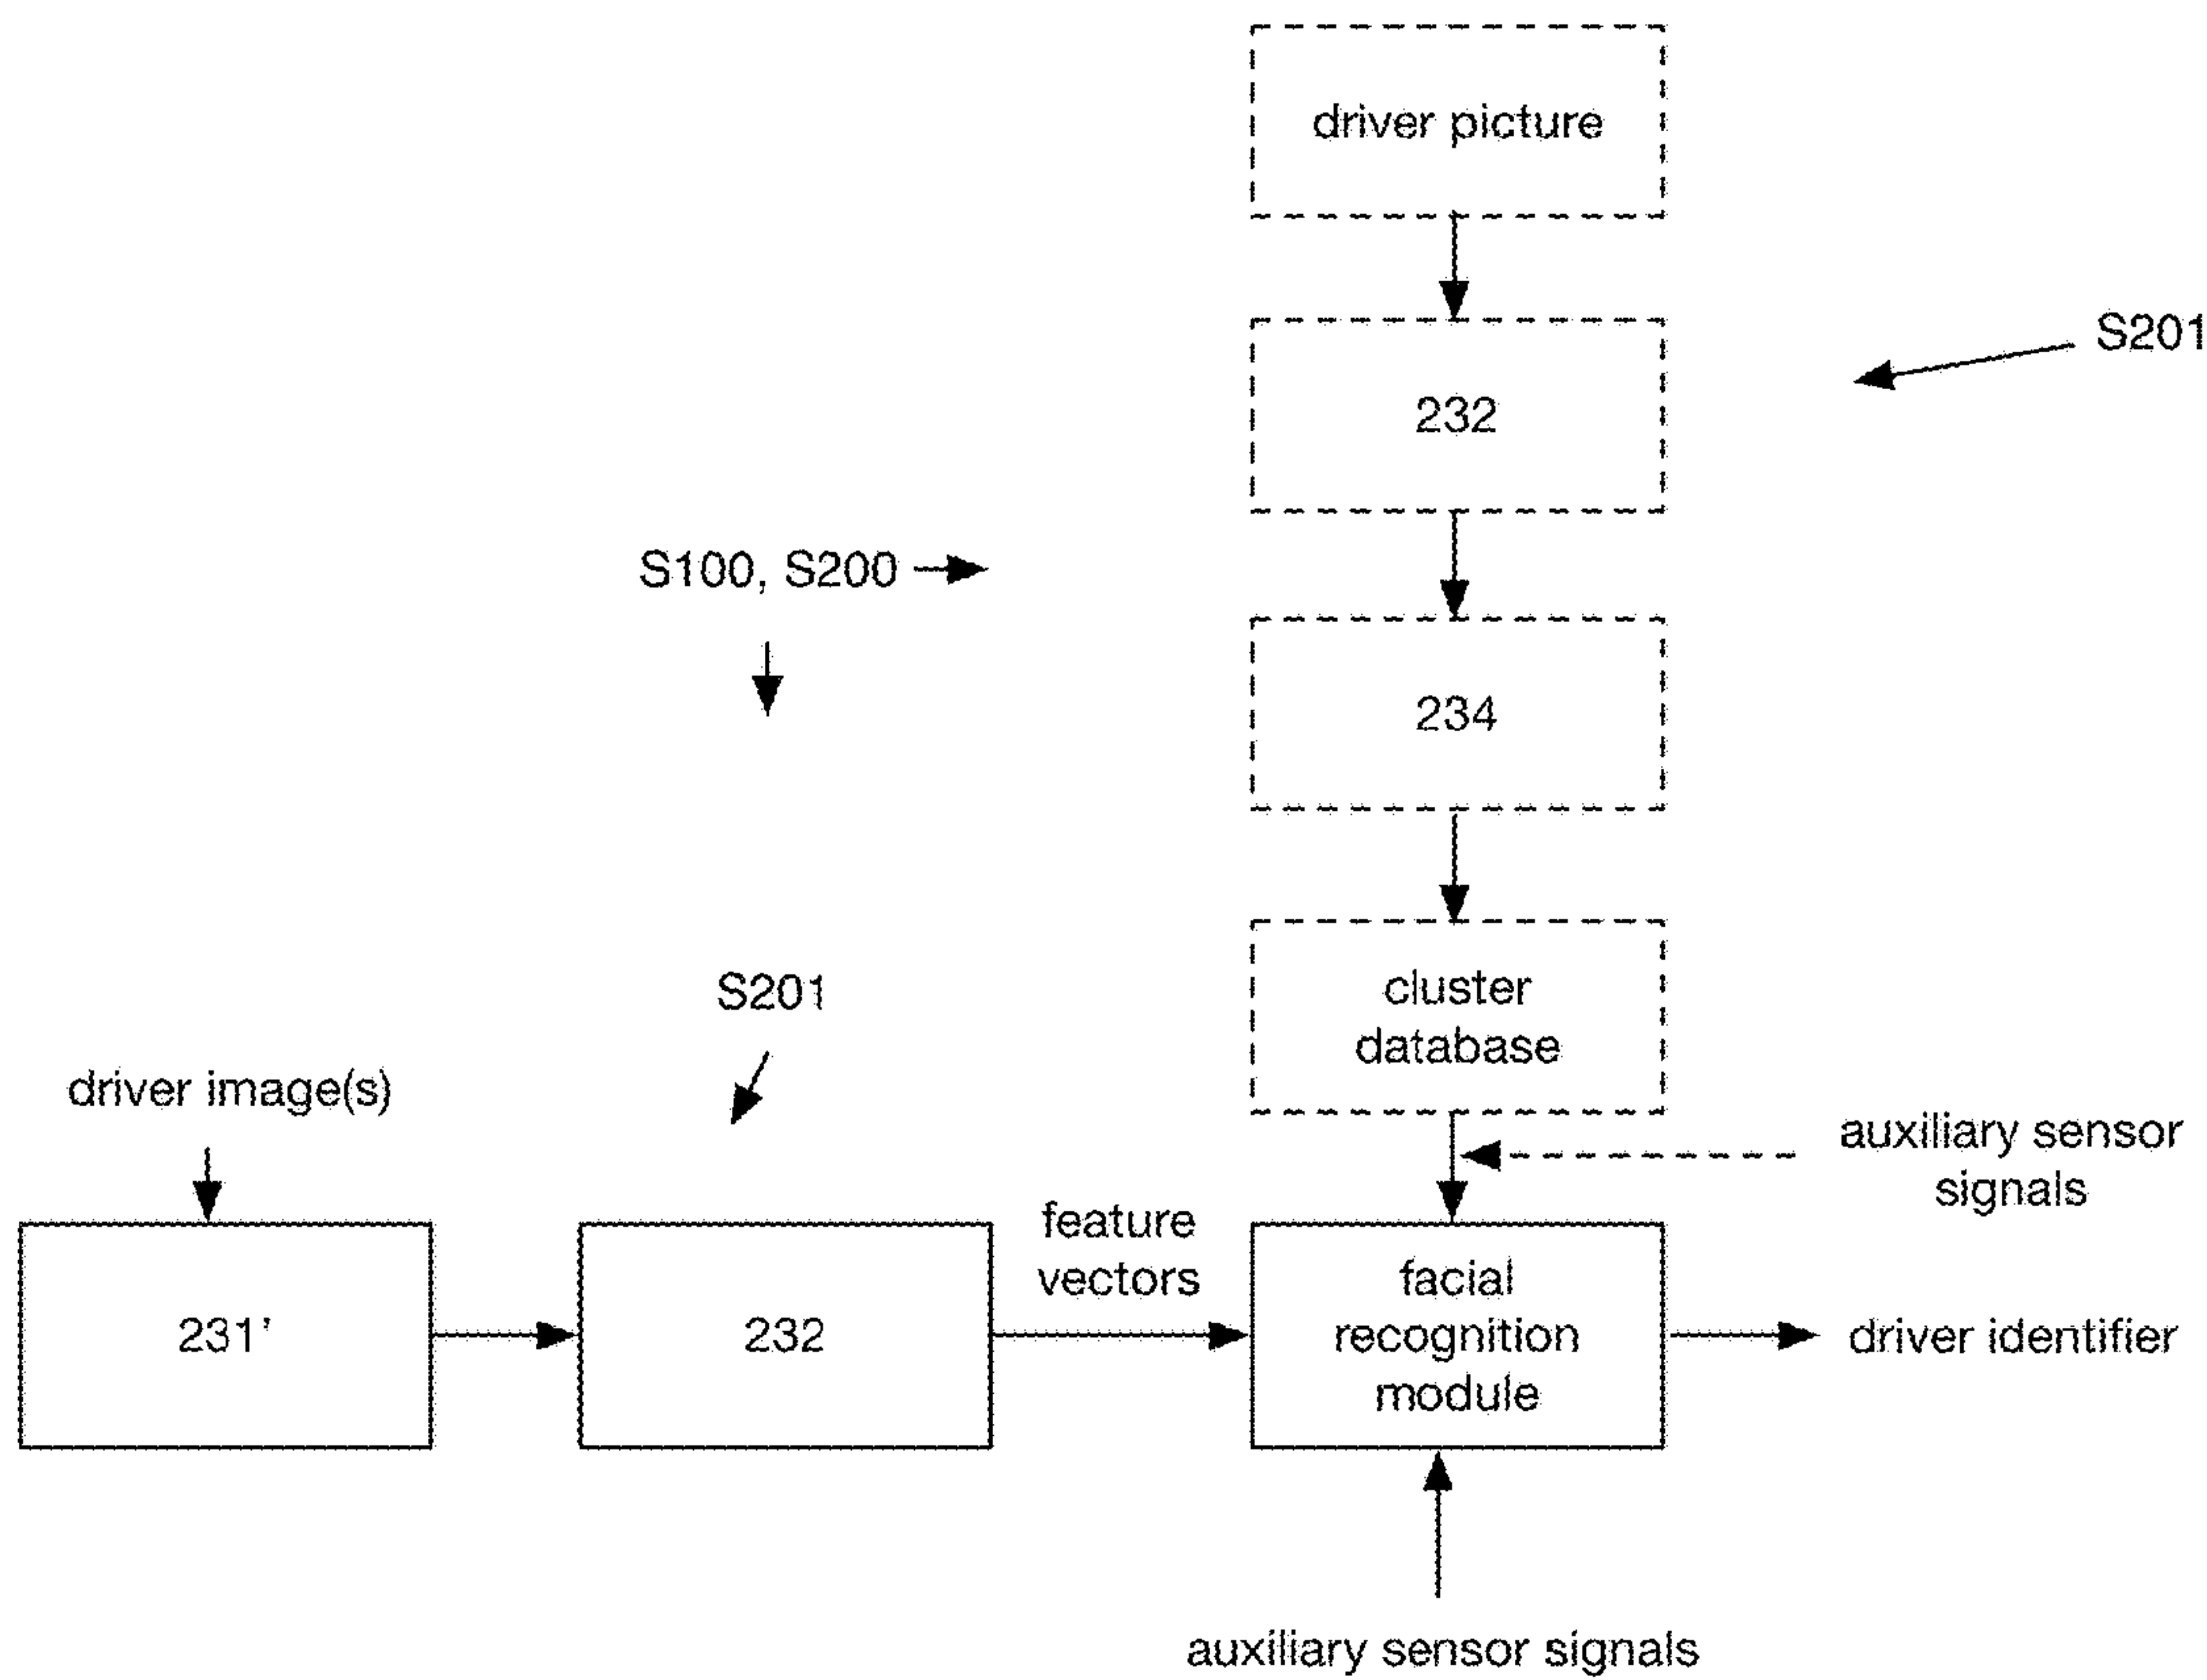 driver picture
S201
232
S100, S200
234
S201
cluster
database
driver image(s)
auxiliary sensor
signals
feature
vectors
facial
recognition
module
231'
232
driver identifier
auxiliary sensor signals